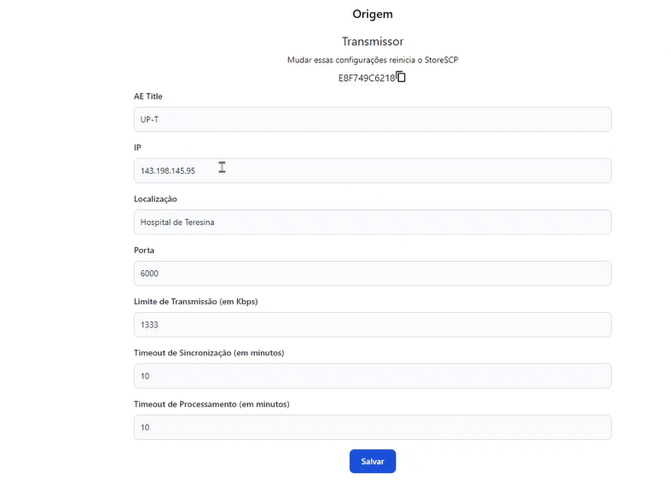 Origem
Transmissor
Mudar essas configurações reinicia o StoreSCP
E8F749C6218
AE Title
UP-T
IP
143.198.145.95
Localização
Hospital de Teresina
Porta
6000
Limite de Transmissão (em Kbps)
1333
Timeout de Sincronização (em minutos)
10
Timeout de Processamento (em minutos)
10
Salvar